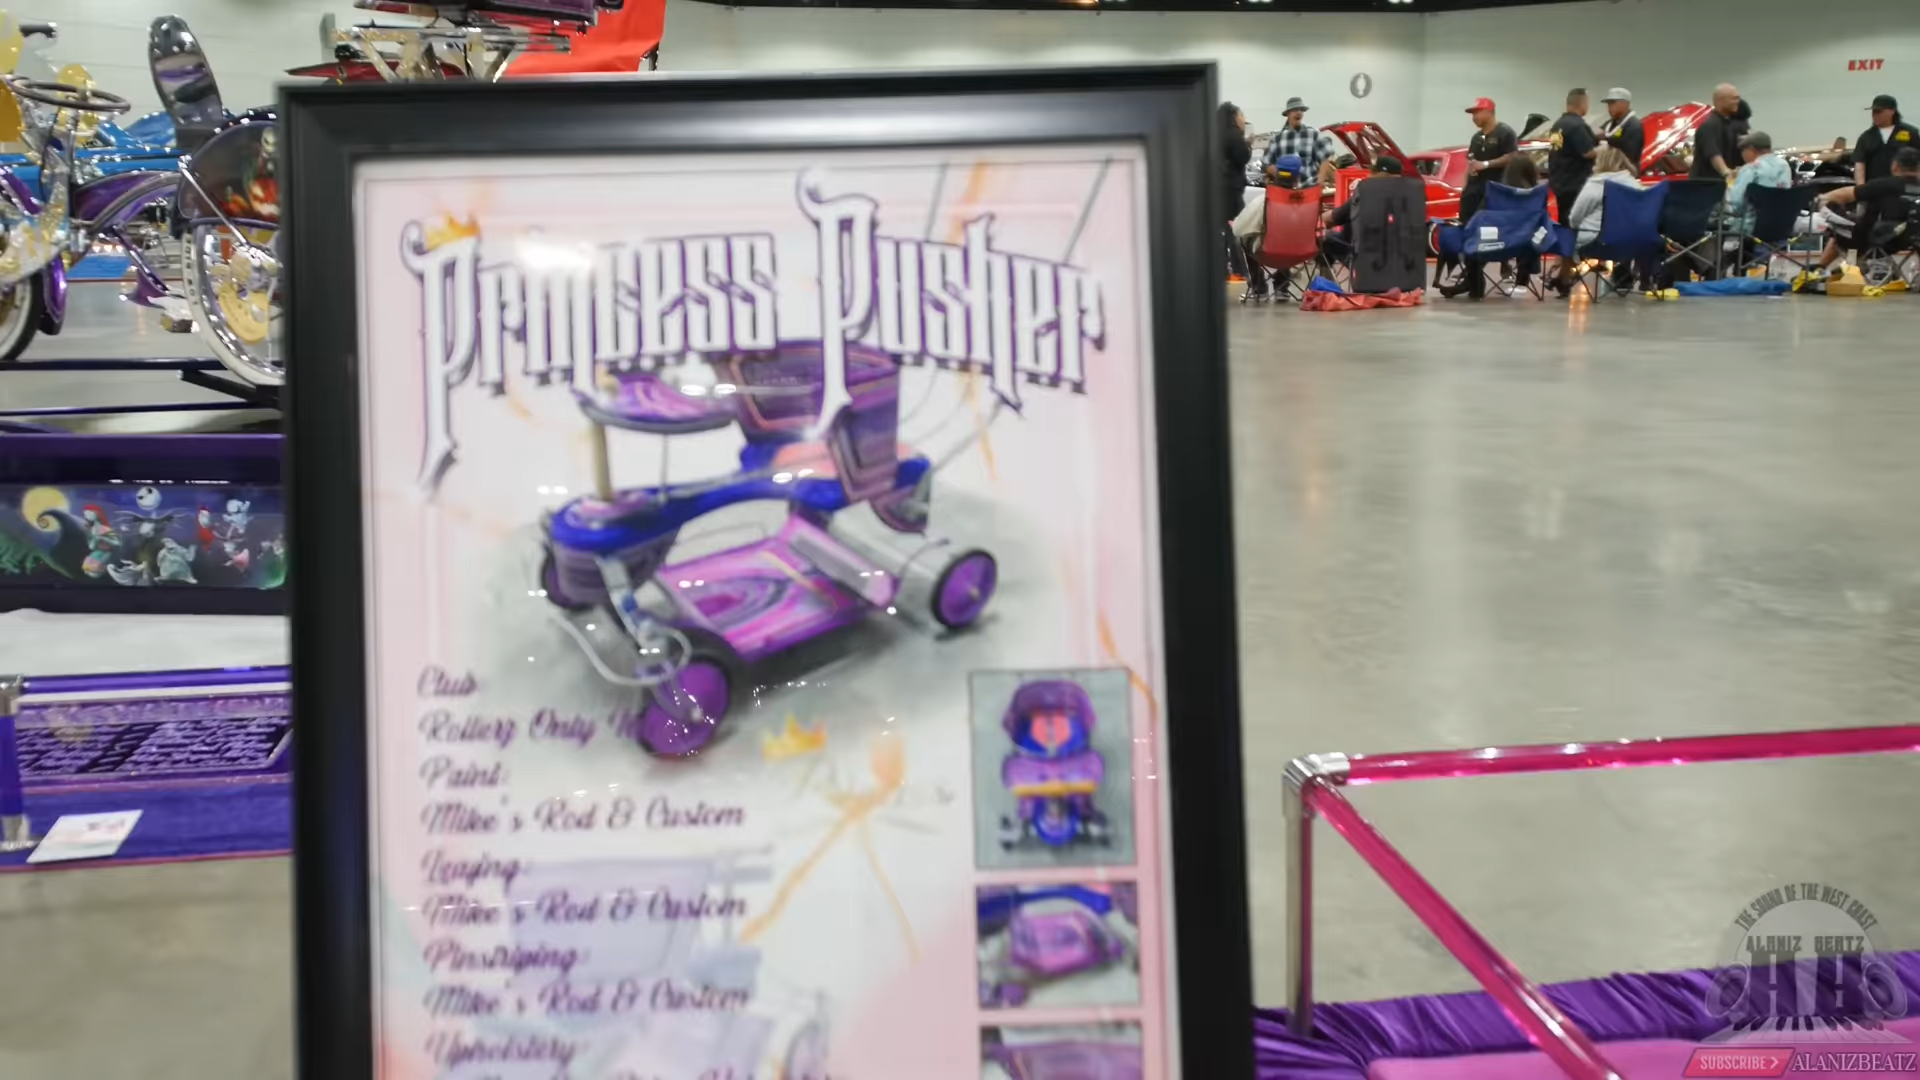 EXIT
Princess Pusher
Club
Rollerz Only
Paint:
Mike's Rod & Custom
Leafing:
Mike's Rod & Custom
Pinstriping:
Mike's Rod & Custom
Upholstery:
THE SOUND OF THE WEST COAST
ALANIZ BEATZ
SUBSCRIBE > ALANIZBEATZ